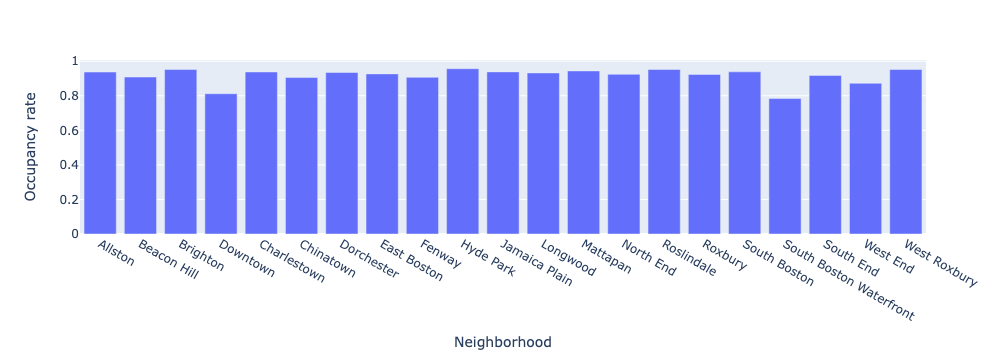 Occupancy rate
1
0.8
0.6
0.4
0.2
0
Allston
Beacon Hill
Brighton
Downtown
Charlestown
Chinatown
Dorchester
East Boston
Fenway
Hyde Park
Jamaica Plain
Longwood
Mattapan
North End
Roslindale
Roxbury
South Boston
South Boston Waterfront
South End
West End
West Roxbury
Neighborhood